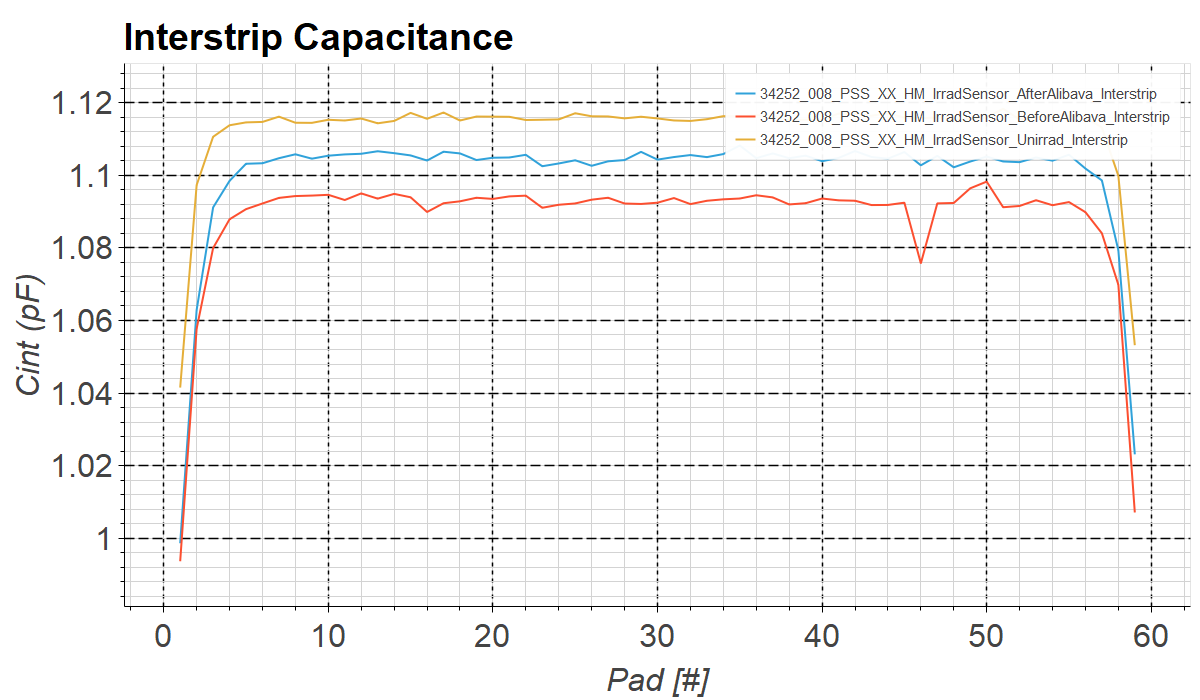 Interstrip Capacitance
34252_008_PSS_XX_HM_IrradSensor_AfterAlibava_Interstrip
34252_008_PSS_XX_HM_IrradSensor_BeforeAlibava_Interstrip
34252_008_PSS_XX_HM_IrradSensor_Unirrad_Interstrip
1.12
1.1
1.08
1.06
1.04
1.02
1
Cint (pF)
0 10 20 30 40 50 60
Pad [#]